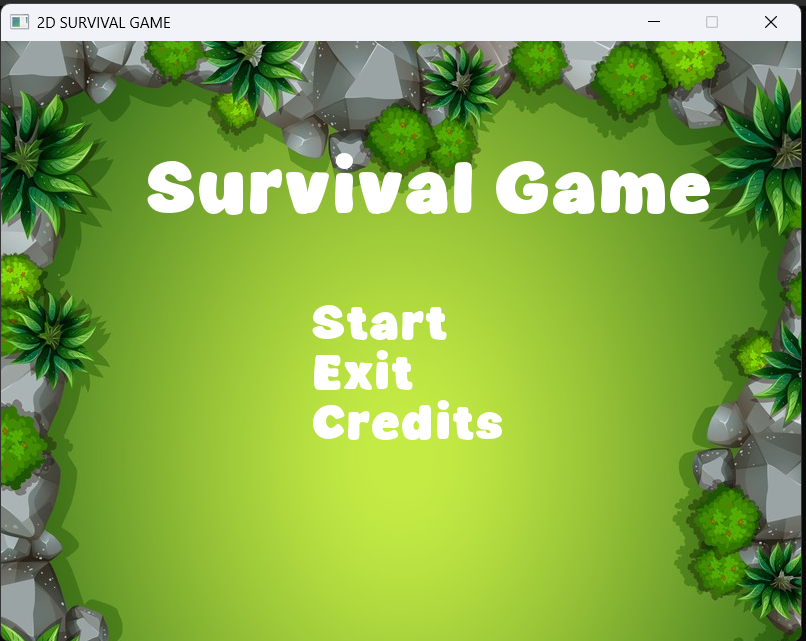 2D SURVIVAL GAME
Survival Game
Start
Exit
Credits